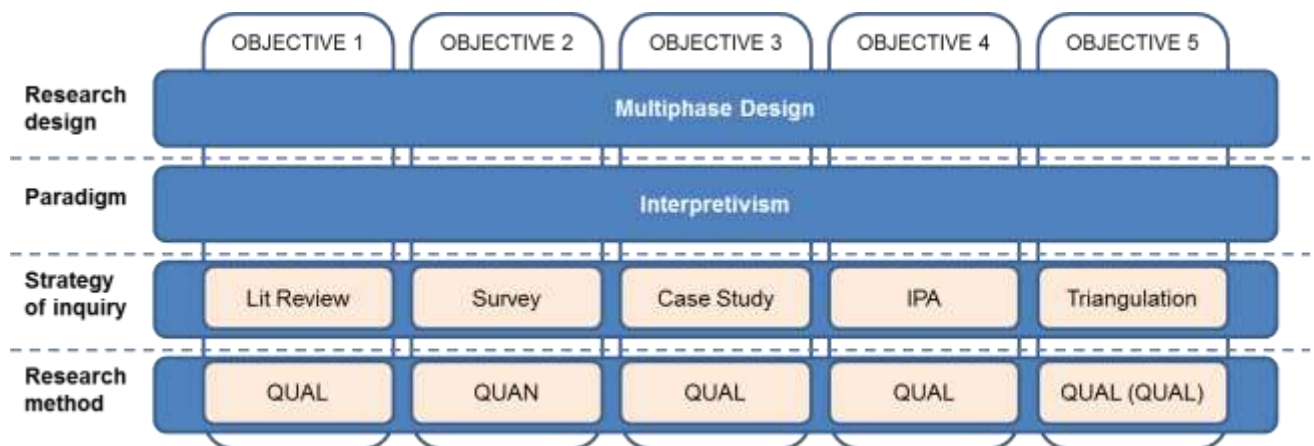 OBJECTIVE 1 OBJECTIVE 2 OBJECTIVE 3 OBJECTIVE 4 OBJECTIVE 5
Research
design
Multiphase Design
Paradigm
Interpretivism
Strategy
of inquiry
Lit Review Survey Case Study IPA Triangulation
Research
method
QUAL QUAN QUAL QUAL QUAL (QUAL)